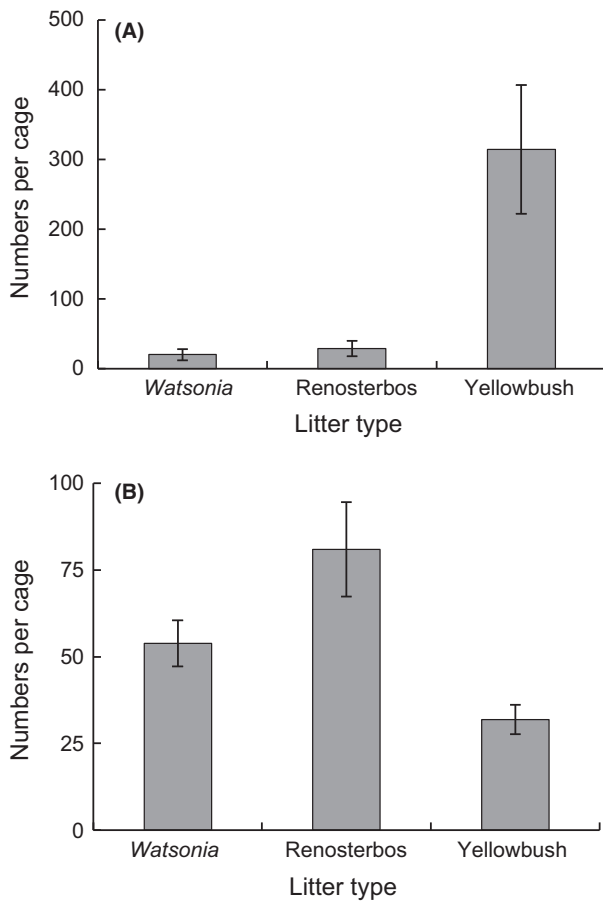 (A)
500
400
300
200
100
0
Numbers per cage
Watsonia Renosterbos Yellowbush
Litter type
(B)
100
75
50
25
0
Numbers per cage
Watsonia Renosterbos Yellowbush
Litter type